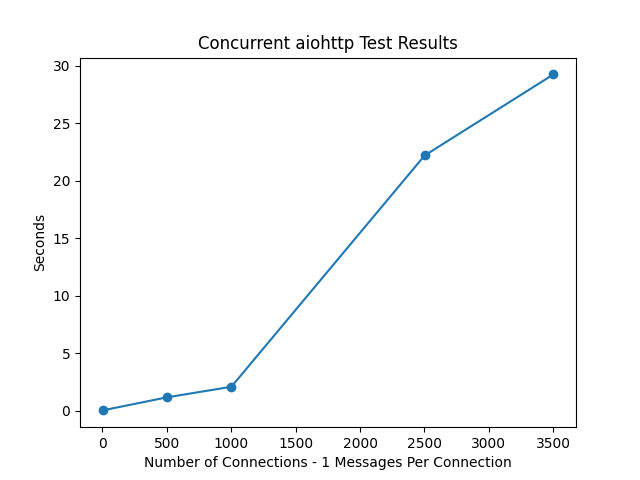 Concurrent aiohttp Test Results
30
25
20
15
10
5
0
Seconds
0 500 1000 1500 2000 2500 3000 3500
Number of Connections - 1 Messages Per Connection